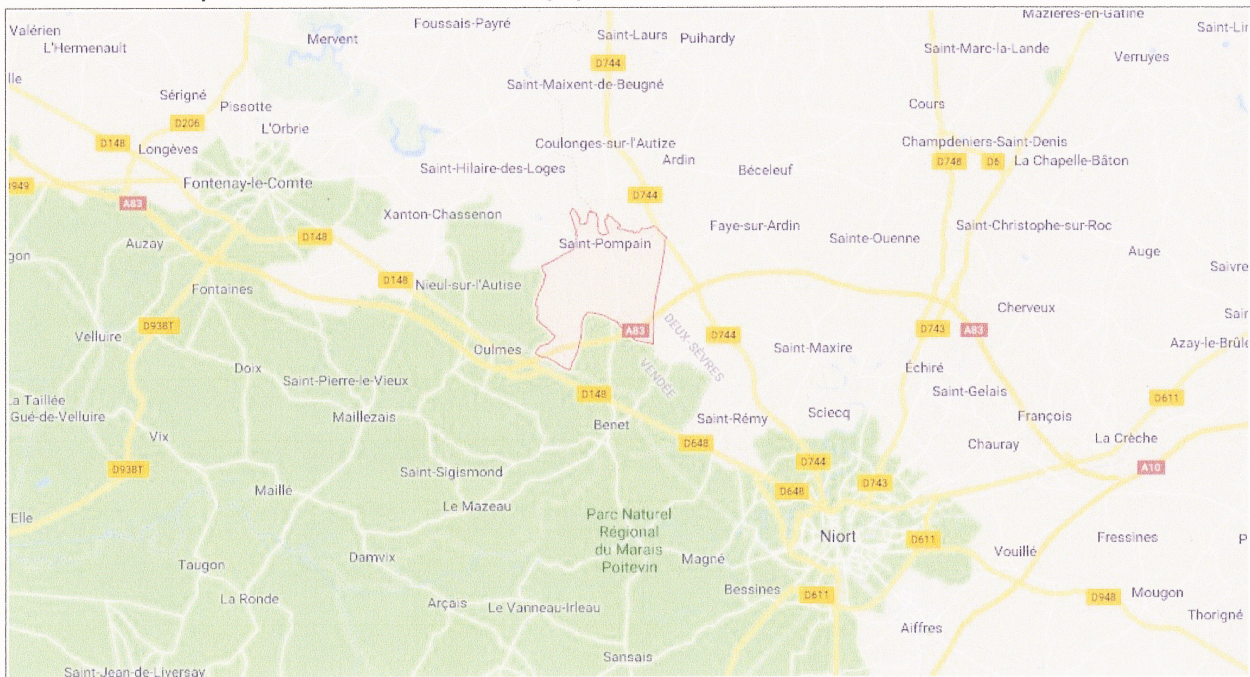 Valérien
L'Hermenault
Foussais-Payré
Mervent
Saint-Laurs
Puihardy
Mazières-en-Gâtine
Saint-Marc-la-Lande
Verruyes
Saint-Lin
D744
Saint-Maixent-de-Beugné
Sérigné
Pissotte
D206
L'Orbrie
D148
Longèves
Cours
Coulonges-sur-l'Autize
Ardin
Béceleuf
Champdeniers-Saint-Denis
D748
D6
La Chapelle-Bâton
Saint-Hilaire-des-Loges
D949
Fontenay-le-Comte
A83
D744
Xanton-Chassenon
Faye-sur-Ardin
Sainte-Ouenne
Saint-Christophe-sur-Roc
Auge
Saivre
Auzay
D148
Saint-Pompain
gon
Fontaines
D148
Nieul-sur-l'Autise
Cherveux
D938T
Velluire
Oulmes
A83
DEUX-SÈVRES
VENDÉE
D744
D743
A83
Saint-Maxire
Azay-le-Brûlé
Doix
Saint-Pierre-le-Vieux
Échiré
Saint-Gelais
D611
La Taillée
Gué-de-Velluire
Maillezais
D148
Benet
Saint-Rémy
Sciecq
François
Vix
D648
Chauray
La Crèche
D938T
Saint-Sigismond
D744
D743
A10
Maillé
Le Mazeau
D648
Parc Naturel
Régional
du Marais
Poitevin
Niort
D611
Vouillé
Fressines
Taugon
Damvix
Magné
La Ronde
Arçais
Le Vanneau-Irleau
Bessines
D611
D948
Mougon
Thorigné
Aiffres
Sansais
Saint-Jean-de-Liversay